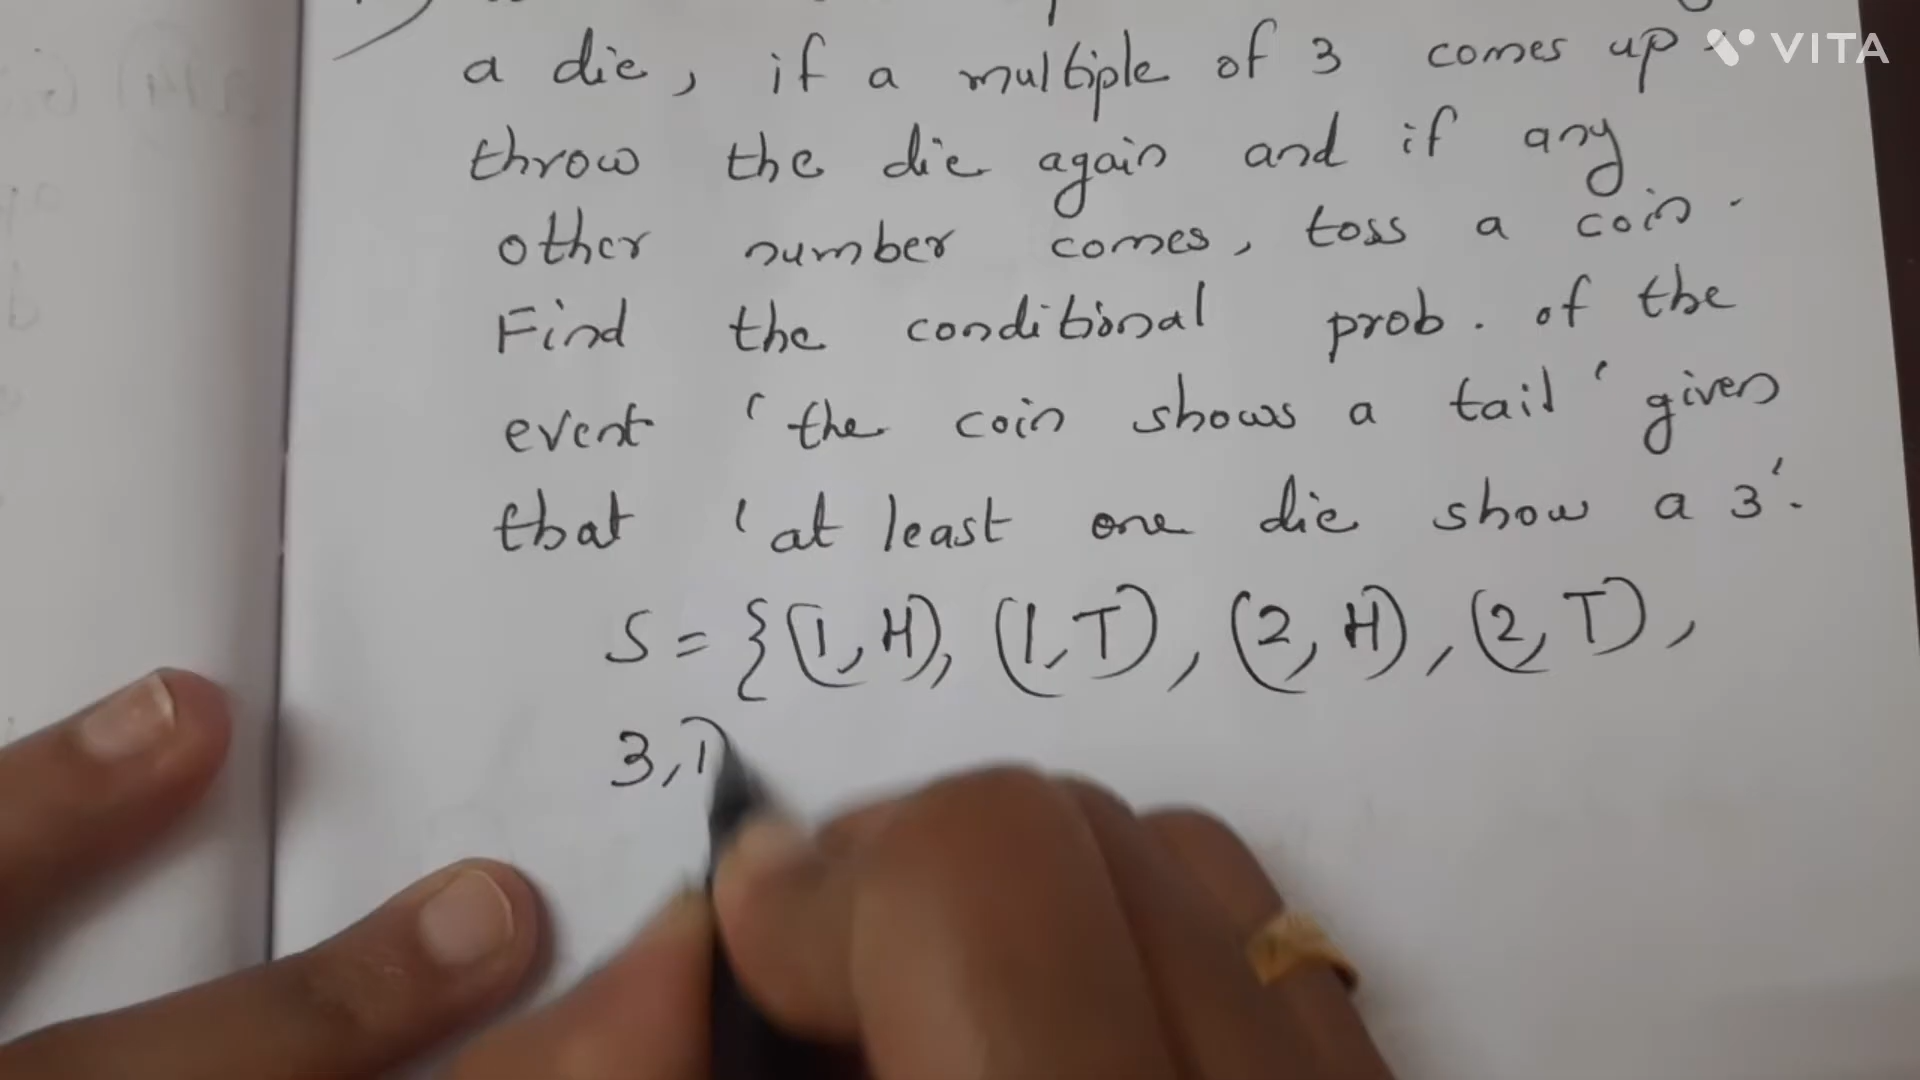 a die, if a multiple of 3 comes up
VITA
throw the die again and if any
other number comes, toss a coin.
Find the conditional prob. of the
event 'the coin shows a tail' given
that 'at least one die show a 3'.
S = {(1,H), (1,T), (2,H), (2,T),
3,1)